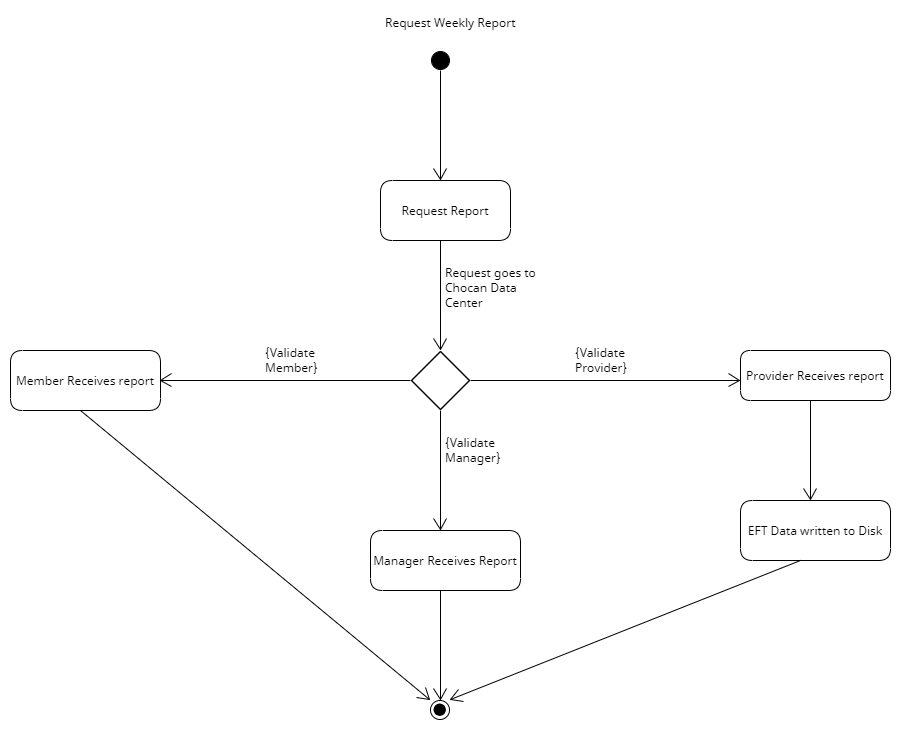 Request Weekly Report
Request Report
Request goes to
Chocan Data
Center
{Validate
Member}
{Validate
Provider}
Member Receives report
Provider Receives report
{Validate
Manager}
EFT Data written to Disk
Manager Receives Report